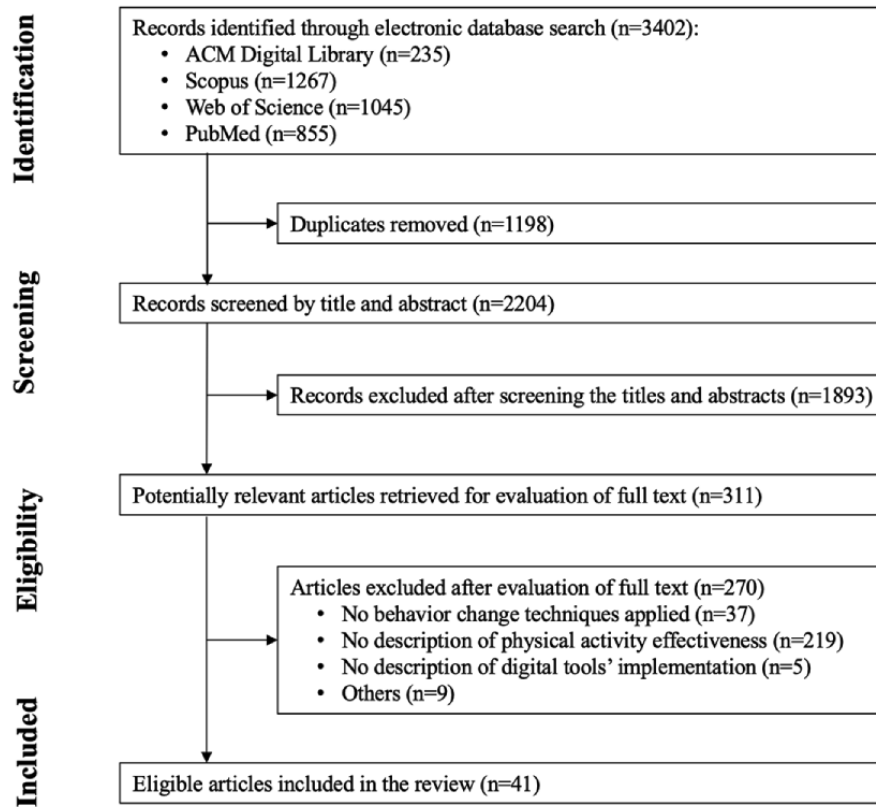 Identification
Records identified through electronic database search (n=3402):
• ACM Digital Library (n=235)
• Scopus (n=1267)
• Web of Science (n=1045)
• PubMed (n=855)
Duplicates removed (n=1198)
Screening
Records screened by title and abstract (n=2204)
Records excluded after screening the titles and abstracts (n=1893)
Eligibility
Potentially relevant articles retrieved for evaluation of full text (n=311)
Articles excluded after evaluation of full text (n=270)
• No behavior change techniques applied (n=37)
• No description of physical activity effectiveness (n=219)
• No description of digital tools’ implementation (n=5)
• Others (n=9)
Included
Eligible articles included in the review (n=41)